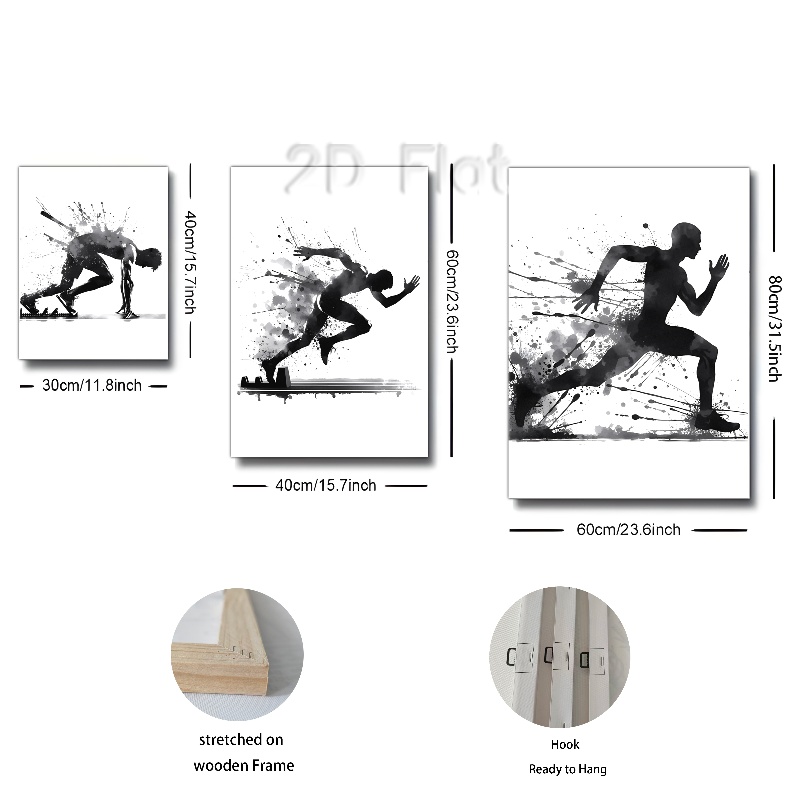 2D Flat
40cm/15.7inch
60cm/23.6inch
80cm/31.5inch
30cm/11.8inch
40cm/15.7inch
60cm/23.6inch
stretched on
wooden Frame
Hook
Ready to Hang